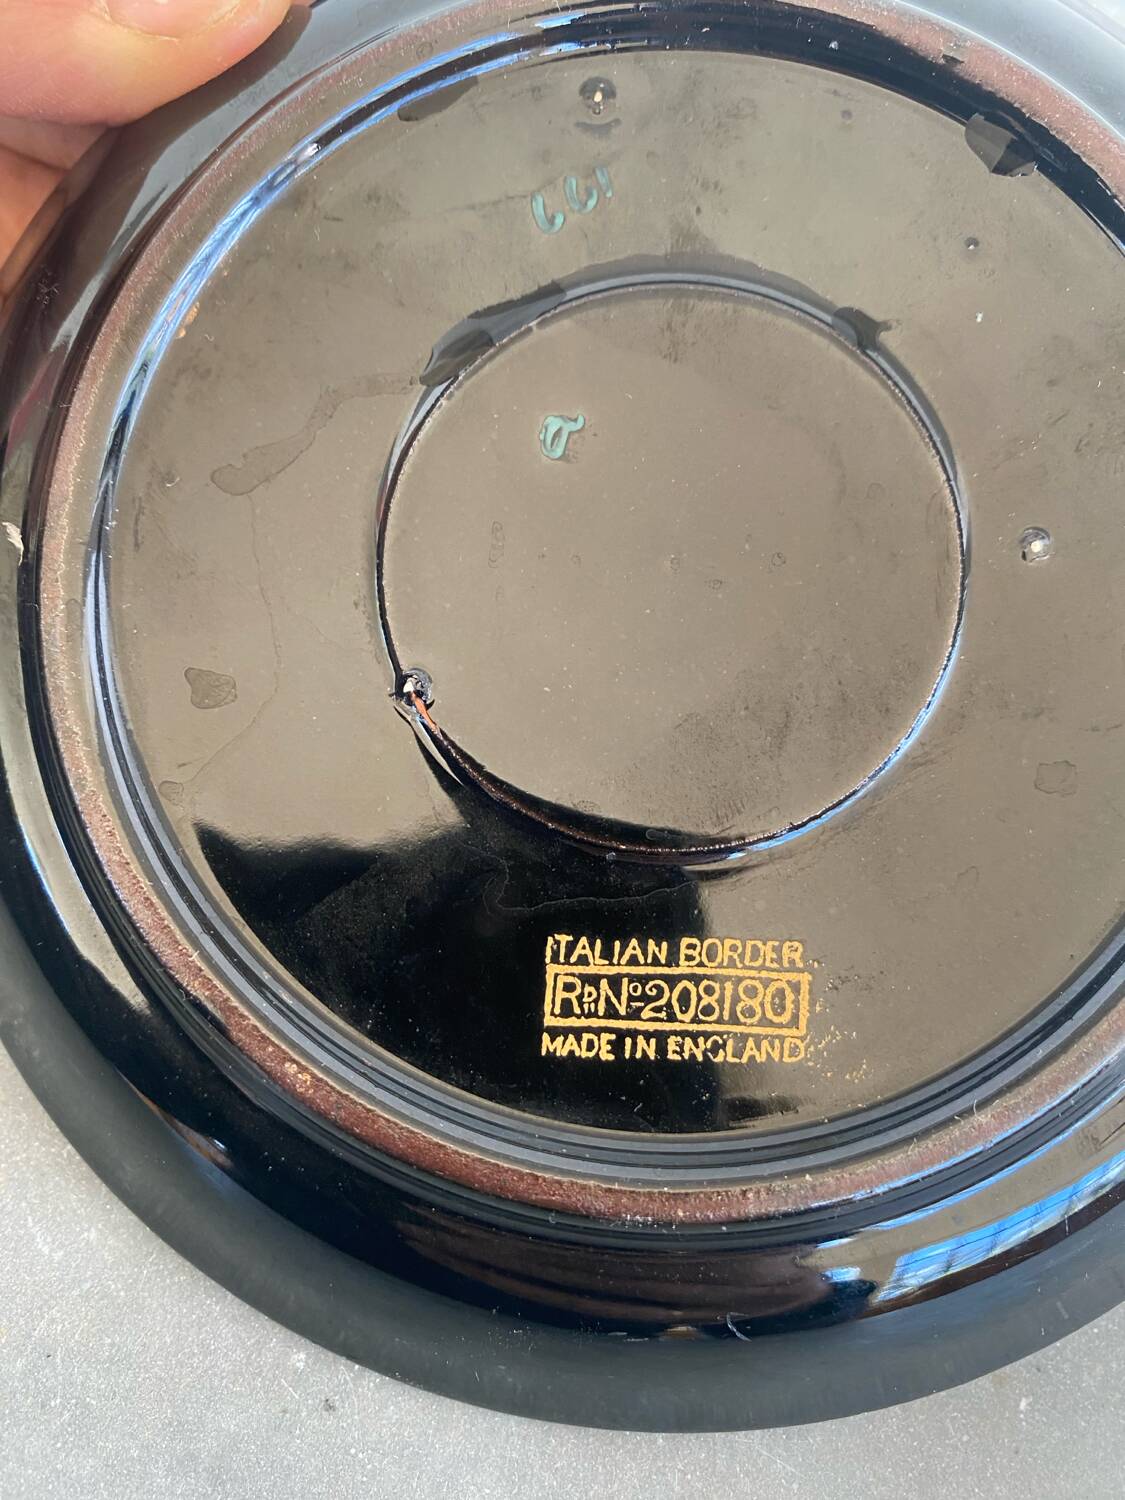 ITALIAN BORDER
RD No 208180
MADE IN ENGLAND